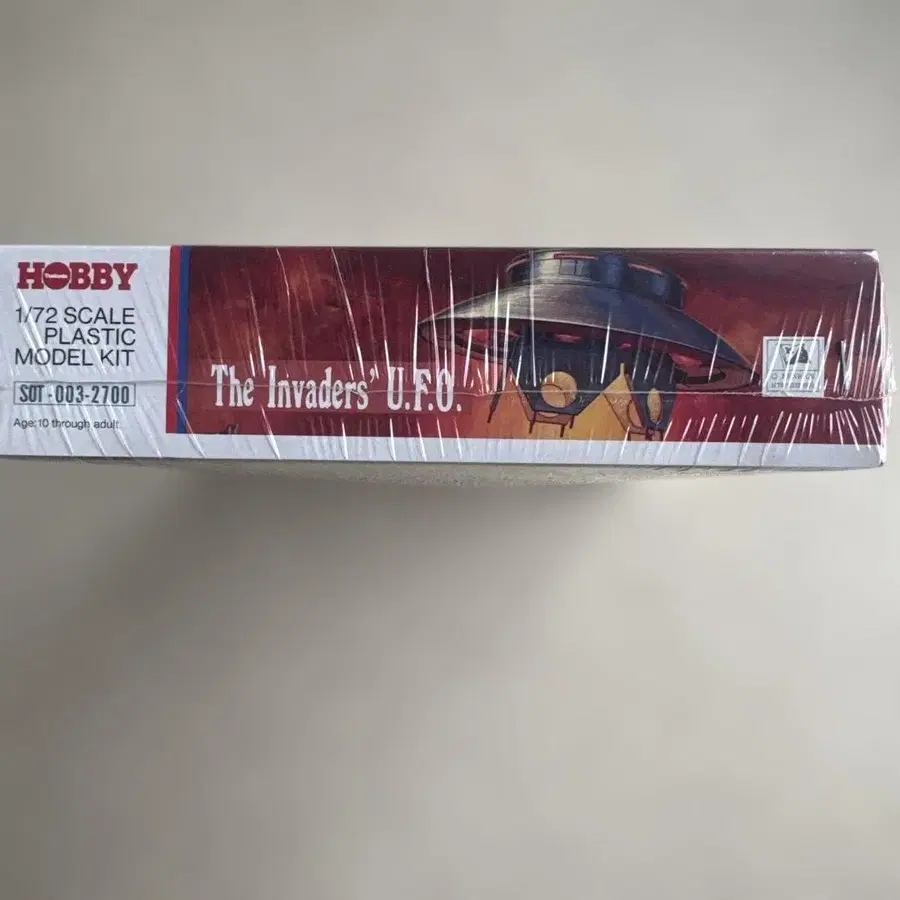 HOBBY
1/72 SCALE
PLASTIC
MODEL KIT
SOT-003-2700
Age:10 through adult
The Invaders' U.F.O.